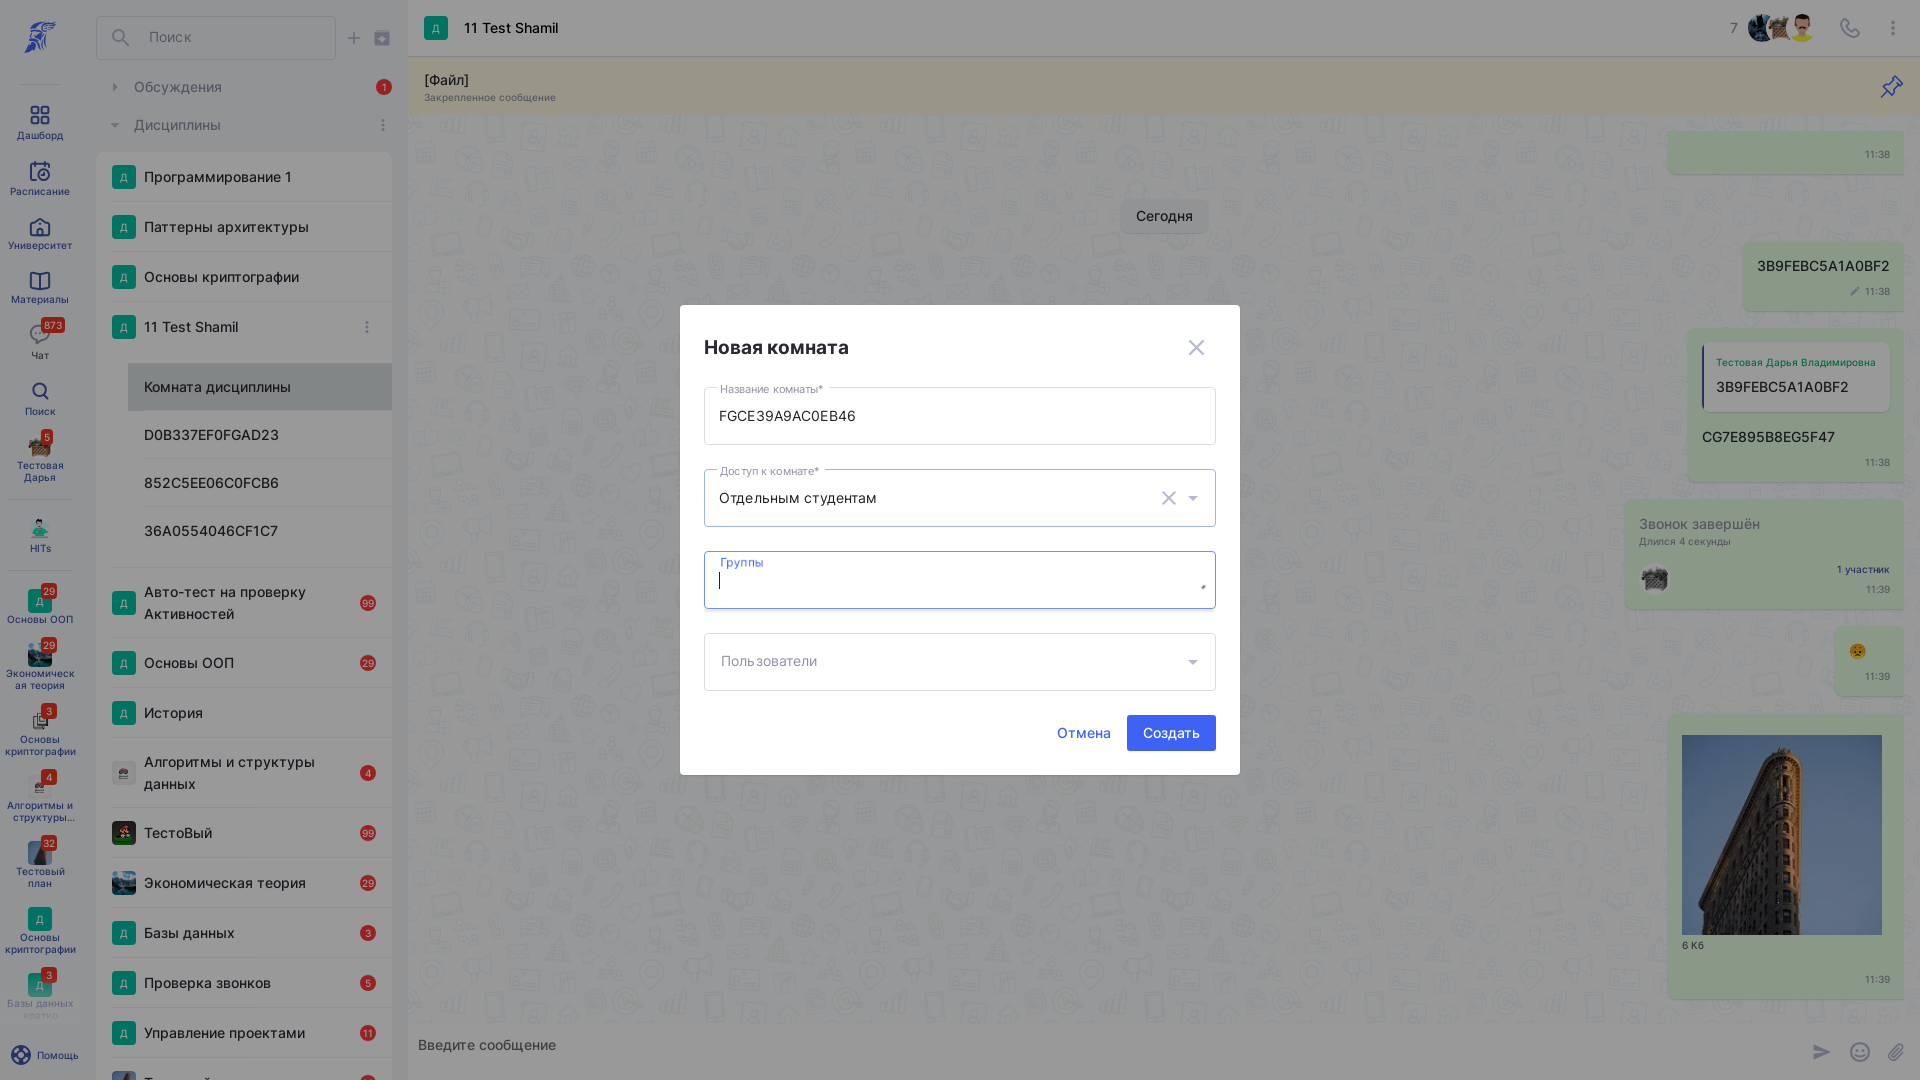 Дашборд
Расписание
Университет
Материалы
873
Чат
Поиск
5
Тестовая
Дарья
HITs
29
Д
Основы ООП
29
Экономическ
ая теория
3
Основы
криптографии
4
Алгоритмы и
структуры...
32
Тестовый
план
Д
Основы
криптографии
3
Д
Базы данных
кратко
Помощь
Поиск
Обсуждения
1
Дисциплины
Д Программирование 1
Д Паттерны архитектуры
Д Основы криптографии
Д 11 Test Shamil
Комната дисциплины
D0B337EF0FGAD23
852C5EE06C0FCB6
36A0554046CF1C7
Д Авто-тест на проверку
Активностей
99
Д Основы ООП 29
Д История
Алгоритмы и структуры
данных
4
ТестоВый 99
Экономическая теория 29
Д Базы данных 3
Д Проверка звонков 5
Д Управление проектами 11
Д 11 Test Shamil
7
[Файл]
Закрепленное сообщение
11:38
Сегодня
3B9FEBC5A1A0BF2
11:38
Тестовая Дарья Владимировна
3B9FEBC5A1A0BF2
CG7E895B8EG5F47
11:38
Звонок завершён
Длился 4 секунды
1 участник
11:39
11:39
6 Кб
11:39
Введите сообщение
Новая комната
Название комнаты*
FGCE39A9AC0EB46
Доступ к комнате*
Отдельным студентам
Группы
Пользователи
Отмена
Создать